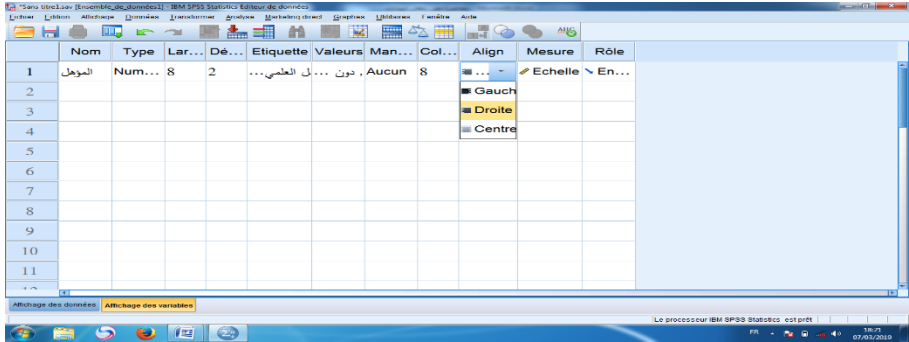 *Sans titre1.sav [Ensemble_de_données1] - IBM SPSS Statistics Editeur de données
Fichier Edition Affichage Données Transformer Analyse Marketing direct Graphes Utilitaires Fenêtre Aide
Nom Type Lar... Dé... Etiquette Valeurs Man... Col... Align Mesure Rôle
1 المؤهل Num... 8 2 ...ل العلمي ... دون , Aucun 8 ... Echelle En...
2 Gauch
3 Droite
4 Centre
5
6
7
8
9
10
11
12
Affichage des données Affichage des variables
Le processeur IBM SPSS Statistics est prêt
FR 07/03/2019